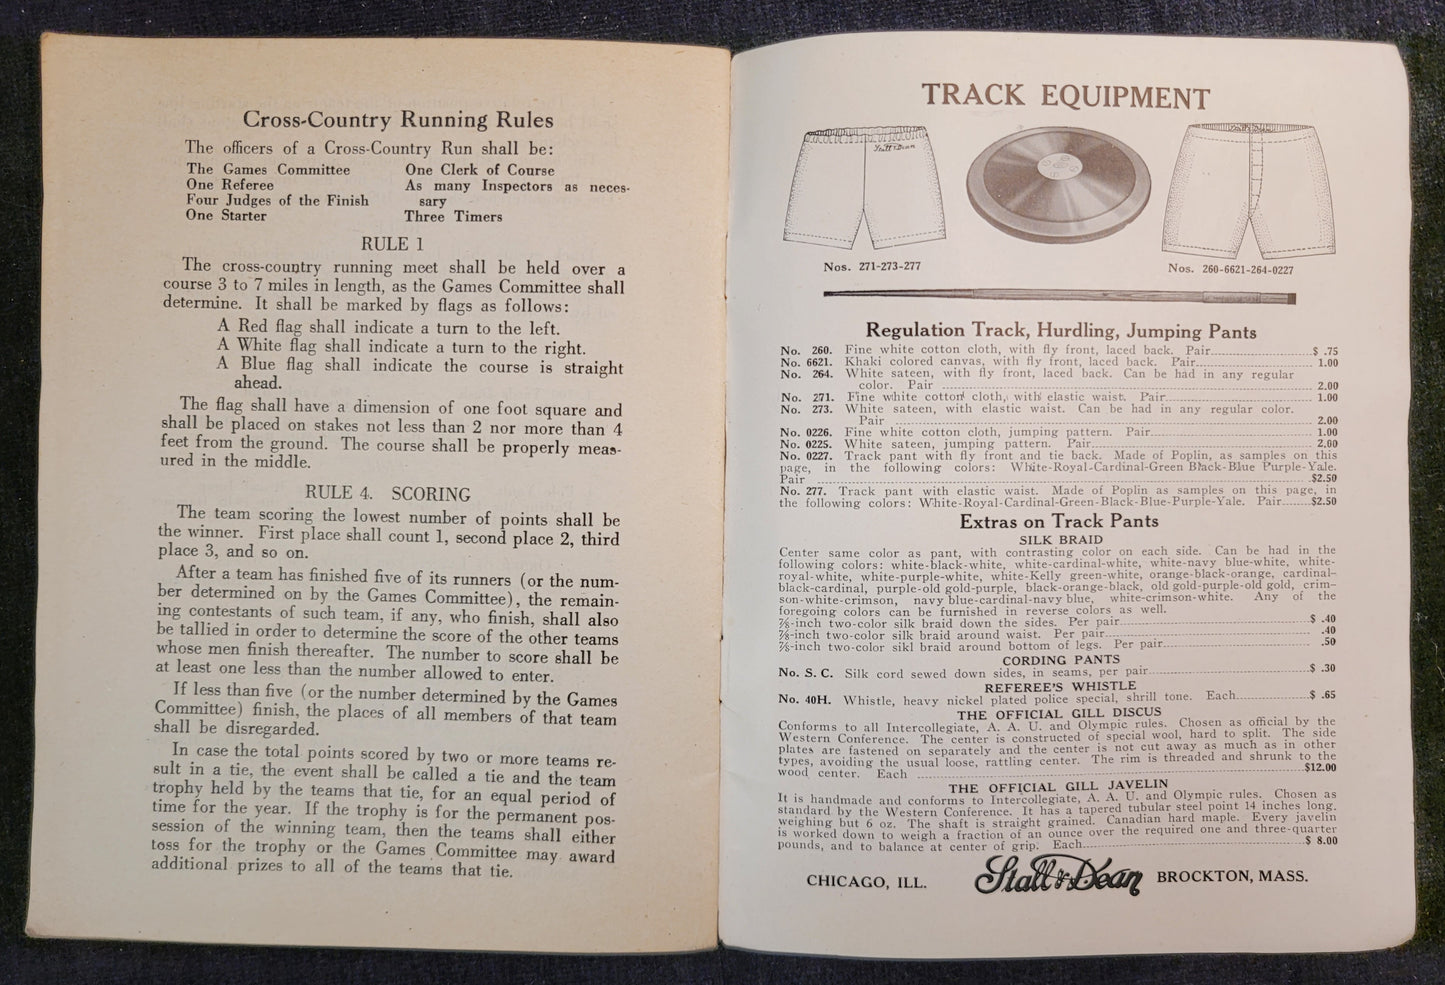 Cross-Country Running Rules
The officers of a Cross-Country Run shall be:
The Games Committee
One Referee
Four Judges of the Finish
One Starter
One Clerk of Course
As many Inspectors as neces-
sary
Three Timers
RULE 1
The cross-country running meet shall be held over a
course 3 to 7 miles in length, as the Games Committee shall
determine. It shall be marked by flags as follows:
A Red flag shall indicate a turn to the left.
A White flag shall indicate a turn to the right.
A Blue flag shall indicate the course is straight
ahead.
The flag shall have a dimension of one foot square and
shall be placed on stakes not less than 2 nor more than 4
feet from the ground. The course shall be properly meas-
ured in the middle.
RULE 4. SCORING
The team scoring the lowest number of points shall be
the winner. First place shall count 1, second place 2, third
place 3, and so on.
After a team has finished five of its runners (or the num-
ber determined on by the Games Committee), the remain-
ing contestants of such team, if any, who finish, shall also
be tallied in order to determine the score of the other teams
whose men finish thereafter. The number to score shall be
at least one less than the number allowed to enter.
If less than five (or the number determined by the Games
Committee) finish, the places of all members of that team
shall be disregarded.
In case the total points scored by two or more teams re-
sult in a tie, the event shall be called a tie and the team
trophy held by the teams that tie, for an equal period of
time for the year. If the trophy is for the permanent pos-
session of the winning team, then the teams shall either
toss for the trophy or the Games Committee may award
additional prizes to all of the teams that tie.
TRACK EQUIPMENT
Stall & Dean
Nos. 271-273-277
Nos. 260-6621-264-0227
Regulation Track, Hurdling, Jumping Pants
No. 260. Fine white cotton cloth, with fly front, laced back. Pair $ .75
No. 6621. Khaki colored canvas, with fly front, laced back. Pair 1.00
No. 264. White sateen, with fly front, laced back. Can be had in any regular
color. Pair 2.00
No. 271. Fine white cotton cloth, with elastic waist. Pair 1.00
No. 273. White sateen, with elastic waist. Can be had in any regular color.
Pair 2.00
No. 0226. Fine white cotton cloth, jumping pattern. Pair 1.00
No. 0225. White sateen, jumping pattern. Pair 2.00
No. 0227. Track pant with fly front and tie back. Made of Poplin, as samples on this
page, in the following colors: White-Royal-Cardinal-Green Black-Blue Purple-Yale.
Pair $2.50
No. 277. Track pant with elastic waist. Made of Poplin as samples on this page, in
the following colors: White-Royal-Cardinal-Green-Black-Blue-Purple-Yale. Pair $2.50
Extras on Track Pants
SILK BRAID
Center same color as pant, with contrasting color on each side. Can be had in the
following colors: white-black-white, white-cardinal-white, white-navy blue-white, white-
royal-white, white-purple-white, white-Kelly green-white, orange-black-orange, cardinal-
black-cardinal, purple-old gold-purple, black-orange-black, old gold-purple-old gold, crim-
son-white-crimson, navy blue-cardinal-navy blue, white-crimson-white. Any of the
foregoing colors can be furnished in reverse colors as well.
⅞-inch two-color silk braid down the sides. Per pair $ .40
⅞-inch two-color silk braid around waist. Per pair .40
⅞-inch two-color sikl braid around bottom of legs. Per pair .50
CORDING PANTS
No. S. C. Silk cord sewed down sides, in seams, per pair $ .30
REFEREE'S WHISTLE
No. 40H. Whistle, heavy nickel plated police special, shrill tone. Each $ .65
THE OFFICIAL GILL DISCUS
Conforms to all Intercollegiate, A. A. U. and Olympic rules. Chosen as official by the
Western Conference. The center is constructed of special wool, hard to split. The side
plates are fastened on separately and the center is not cut away as much as in other
types, avoiding the usual loose, rattling center. The rim is threaded and shrunk to the
wood center. Each $12.00
THE OFFICIAL GILL JAVELIN
It is handmade and conforms to Intercollegiate, A. A. U. and Olympic rules. Chosen as
standard by the Western Conference. It has a tapered tubular steel point 14 inches long,
weighing but 6 oz. The shaft is straight grained. Canadian hard maple. Every javelin
is worked down to weigh a fraction of an ounce over the required one and three-quarter
pounds, and to balance at center of grip. Each $ 8.00
CHICAGO, ILL. Stall & Dean BROCKTON, MASS.